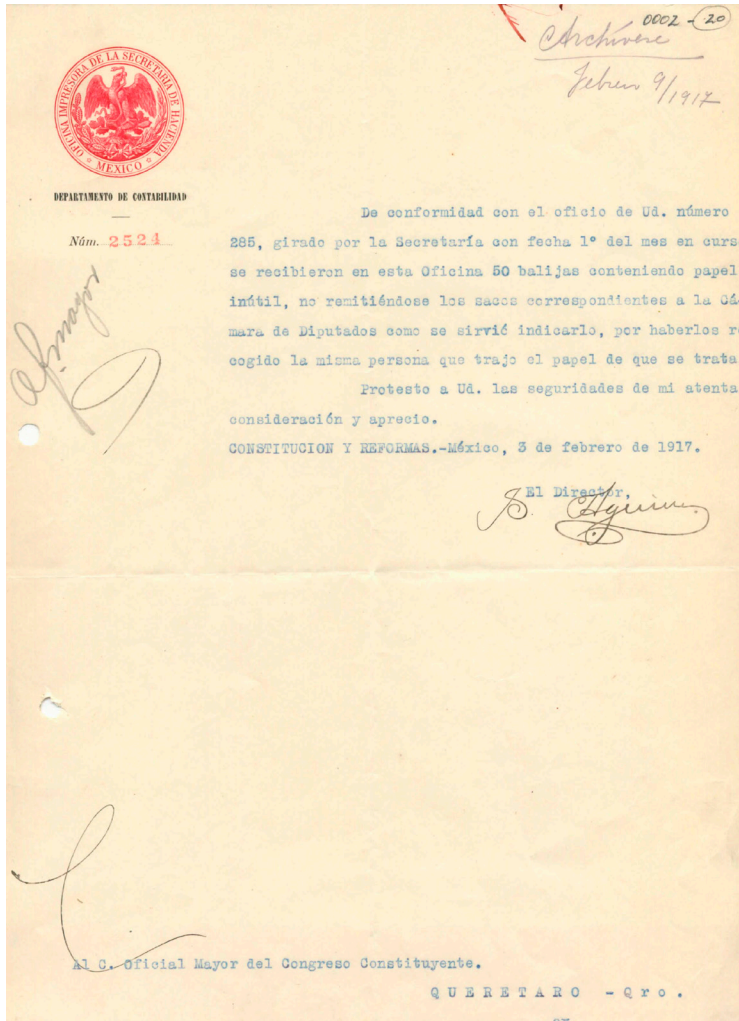 0002 - 20
Archívese
Febrero 9/1917
OFICINA IMPRESORA DE LA SECRETARIA DE HACIENDA
* MEXICO *
DEPARTAMENTO DE CONTABILIDAD
Núm. 2524
Of. mayor
De conformidad con el oficio de Ud. número
285, girado por la Secretaría con fecha 1° del mes en curs
se recibieron en esta Oficina 50 balijas conteniendo papel
inútil, no remitiéndose los sacos correspondientes a la Cá
mara de Diputados como se sirvió indicarlo, por haberlos r
cogido la misma persona que trajo el papel de que se trata
Protesto a Ud. las seguridades de mi atenta
consideración y aprecio.
CONSTITUCION Y REFORMAS.-México, 3 de febrero de 1917.
El Director,
Al C. Oficial Mayor del Congreso Constituyente.
QUERETARO - Qro.